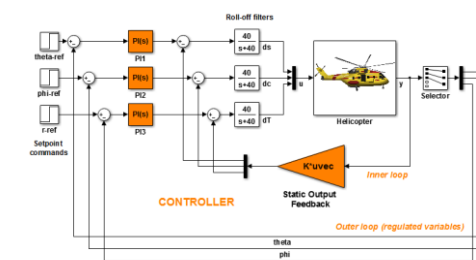 Roll-off filters
theta-ref
PI(s)
PI1
40
s+40
ds
phi-ref
PI(s)
PI2
40
s+40
dc
u
Helicopter
y
Selector
r-ref
PI(s)
PI3
40
s+40
dT
Setpoint
commands
K*uvec
Inner loop
Static Output
Feedback
CONTROLLER
Outer loop (regulated variables)
theta
phi